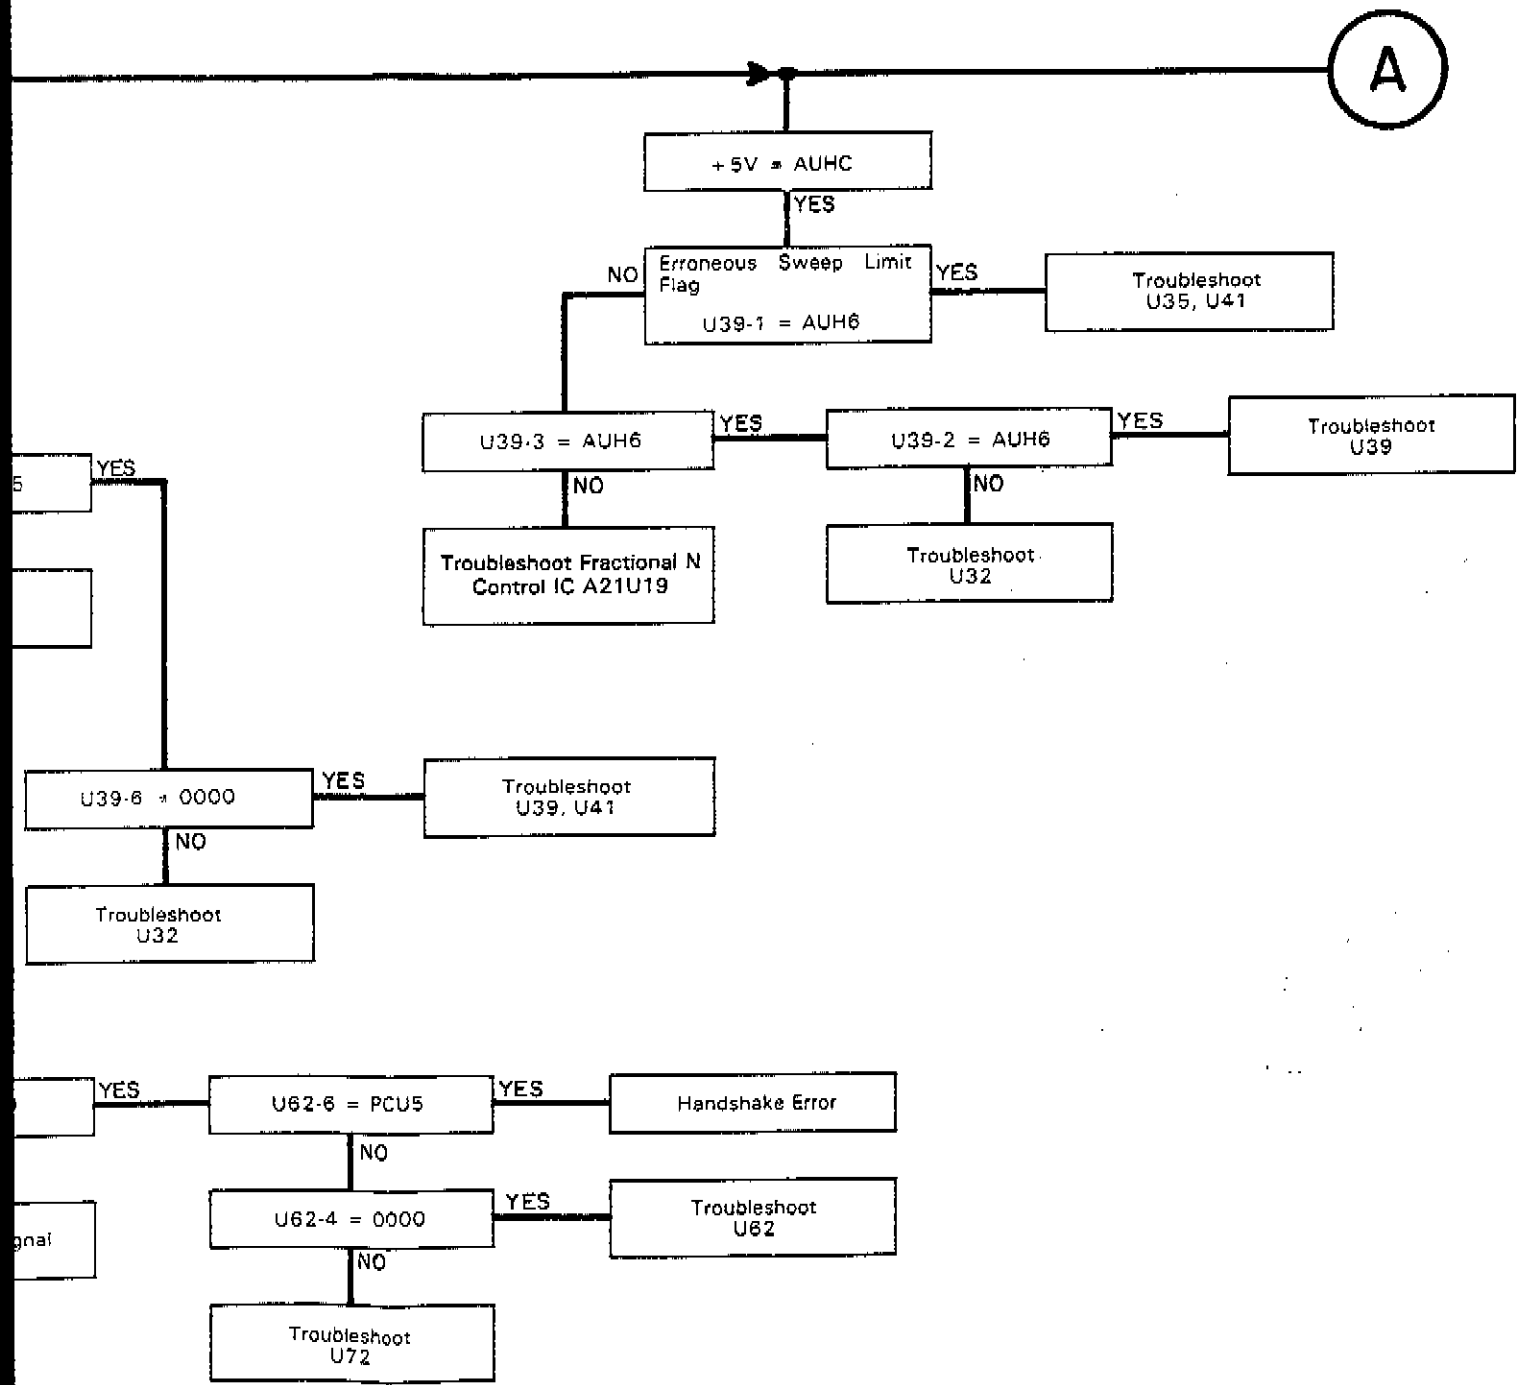 A
+5V = AUHC
YES
Erroneous Sweep Limit
Flag
U39-1 = AUH6
NO
YES
Troubleshoot
U35, U41
U39-3 = AUH6
YES
U39-2 = AUH6
YES
Troubleshoot
U39
NO
NO
Troubleshoot Fractional N
Control IC A21U19
Troubleshoot
U32
5
YES
U39-6 = 0000
YES
Troubleshoot
U39, U41
NO
Troubleshoot
U32
YES
U62-6 = PCU5
YES
Handshake Error
NO
U62-4 = 0000
YES
Troubleshoot
U62
gnal
NO
Troubleshoot
U72